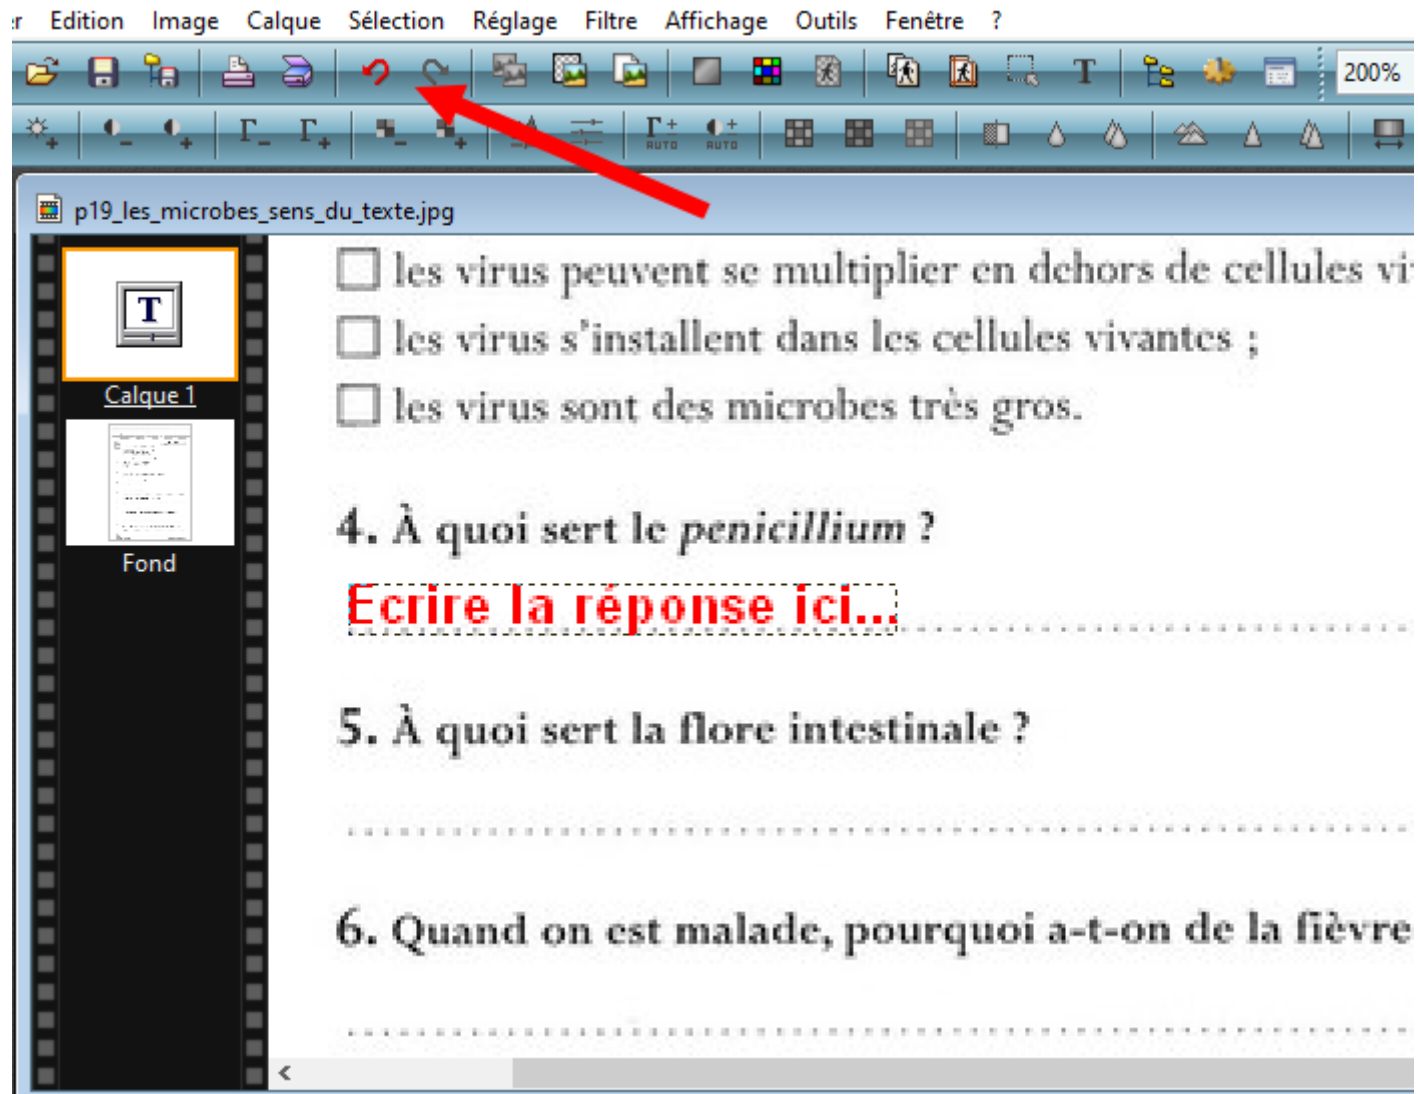 er Edition Image Calque Sélection Réglage Filtre Affichage Outils Fenêtre ?
T 200%
Γ- Γ+ Γ+ AUTO + AUTO
p19_les_microbes_sens_du_texte.jpg
T
Calque 1
Fond
les virus peuvent se multiplier en dehors de cellules vi
les virus s'installent dans les cellules vivantes ;
les virus sont des microbes très gros.
4. À quoi sert le penicillium ?
Ecrire la réponse ici...
5. À quoi sert la flore intestinale ?
6. Quand on est malade, pourquoi a-t-on de la fièvre